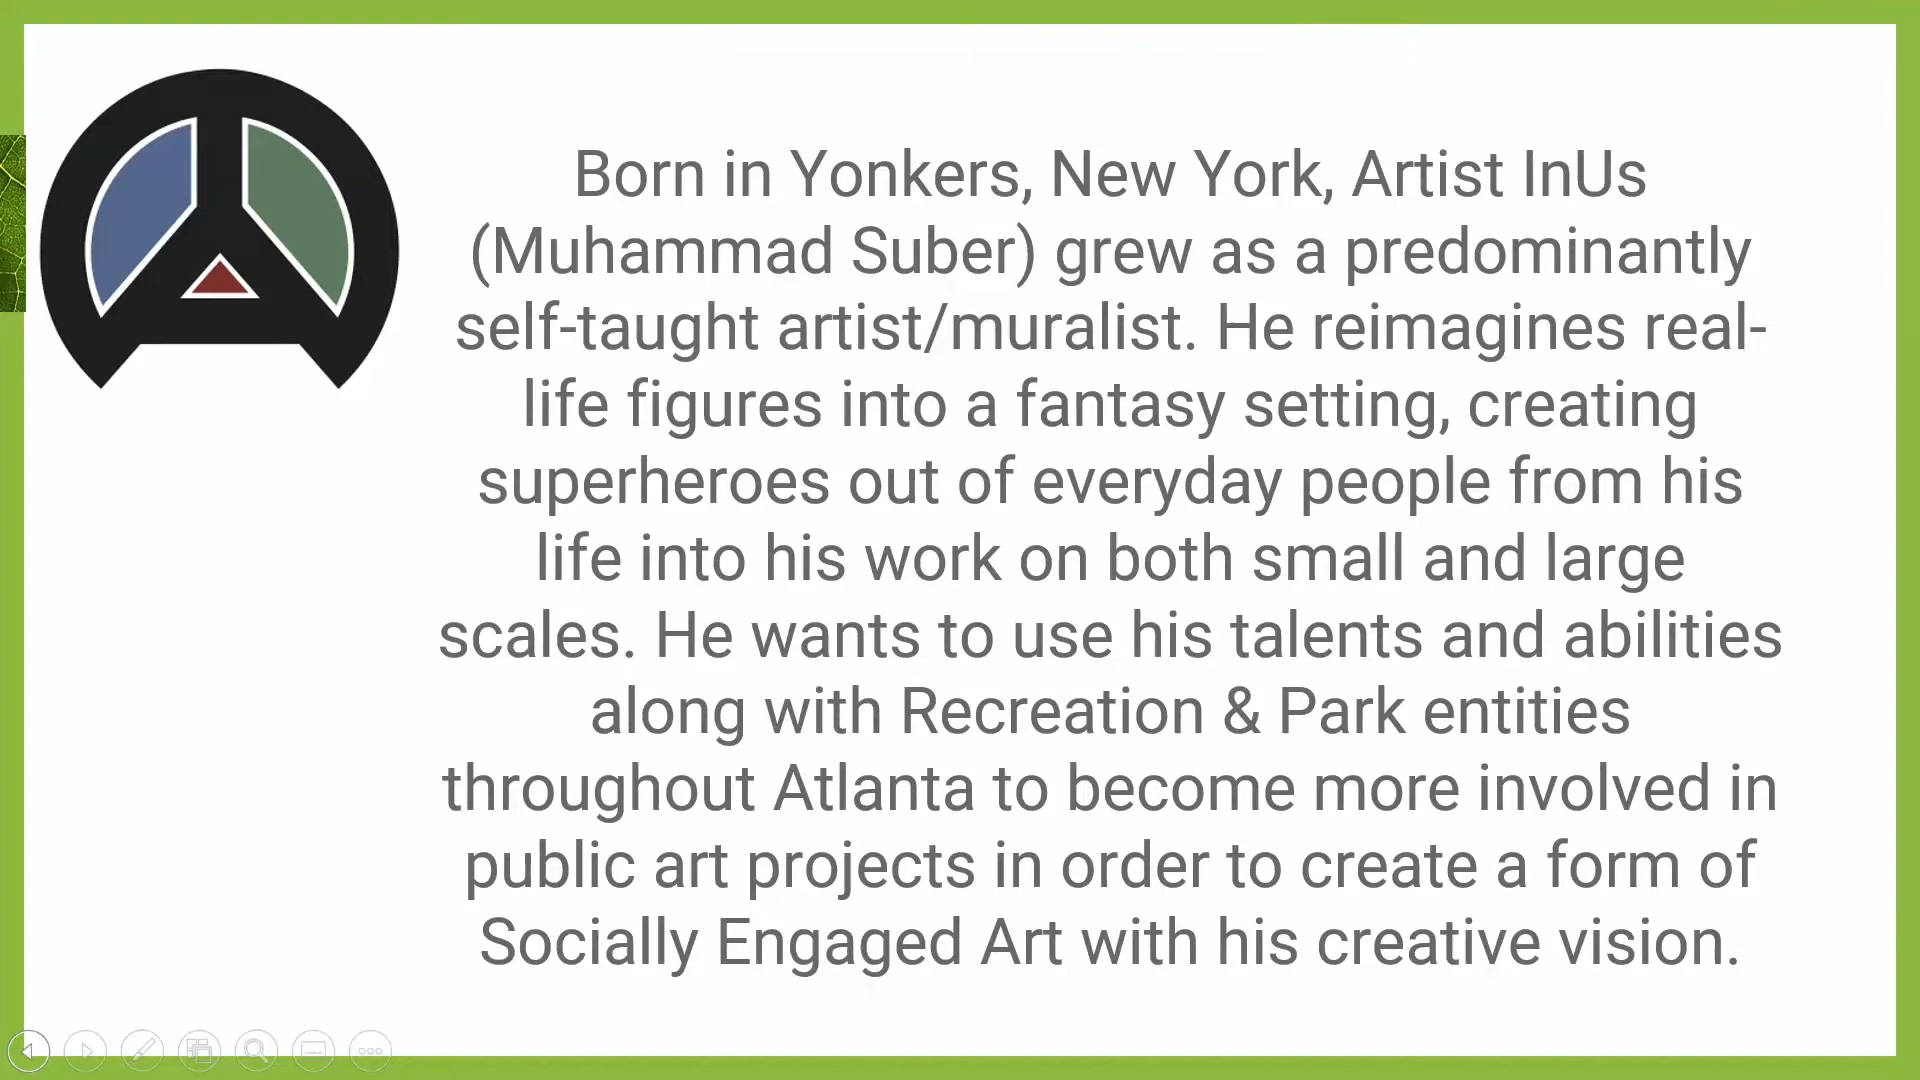 Born in Yonkers, New York, Artist InUs
(Muhammad Suber) grew as a predominantly
self-taught artist/muralist. He reimagines real-
life figures into a fantasy setting, creating
superheroes out of everyday people from his
life into his work on both small and large
scales. He wants to use his talents and abilities
along with Recreation & Park entities
throughout Atlanta to become more involved in
public art projects in order to create a form of
Socially Engaged Art with his creative vision.